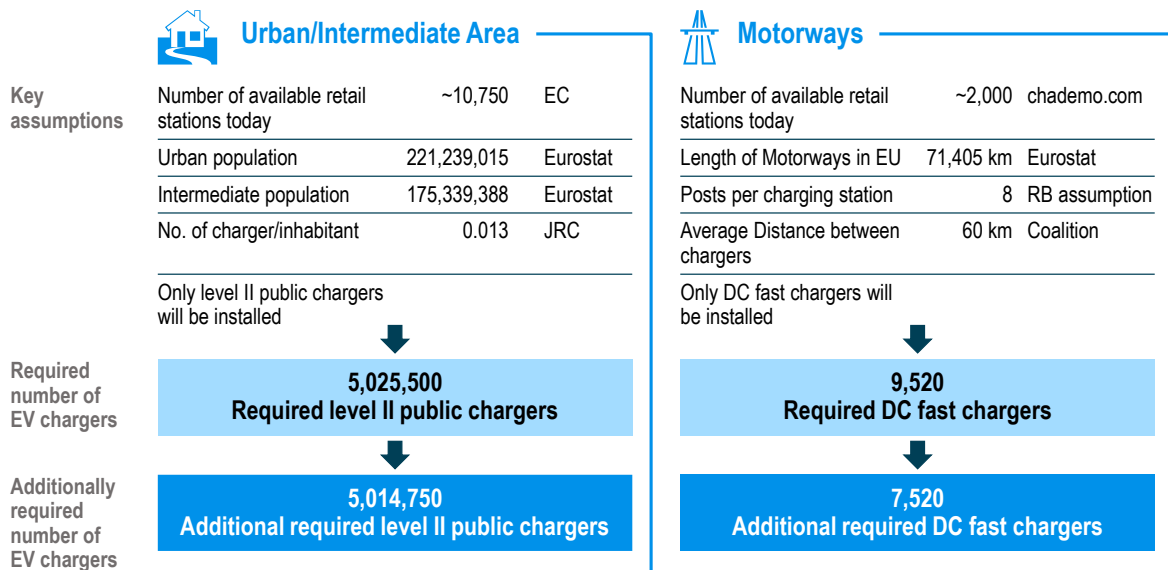 Urban/Intermediate Area
Motorways
Key
assumptions
Number of available retail
stations today
~10,750 EC
Urban population 221,239,015 Eurostat
Intermediate population 175,339,388 Eurostat
No. of charger/inhabitant 0.013 JRC
Only level II public chargers
will be installed
Number of available retail
stations today
~2,000 chademo.com
Length of Motorways in EU 71,405 km Eurostat
Posts per charging station 8 RB assumption
Average Distance between
chargers
60 km Coalition
Only DC fast chargers will
be installed
Required
number of
EV chargers
5,025,500
Required level II public chargers
9,520
Required DC fast chargers
Additionally
required
number of
EV chargers
5,014,750
Additional required level II public chargers
7,520
Additional required DC fast chargers